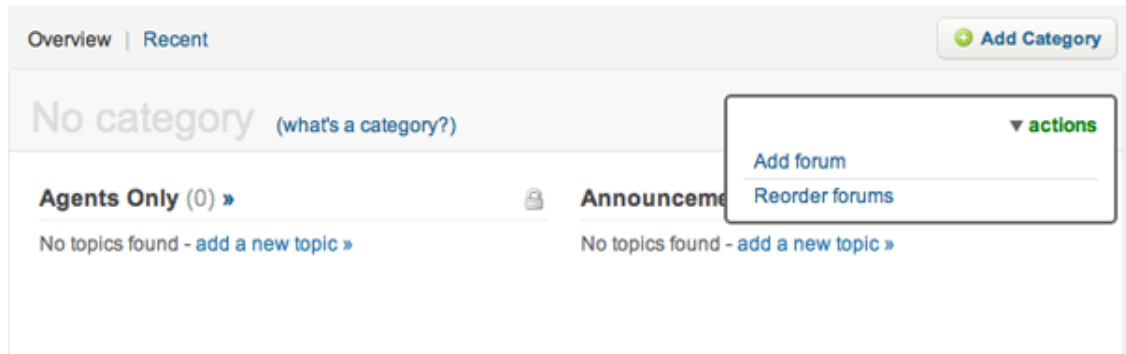 Overview | Recent
Add Category
No category (what's a category?)
▼ actions
Add forum
Reorder forums
Agents Only (0) »
No topics found - add a new topic »
Announceme
No topics found - add a new topic »